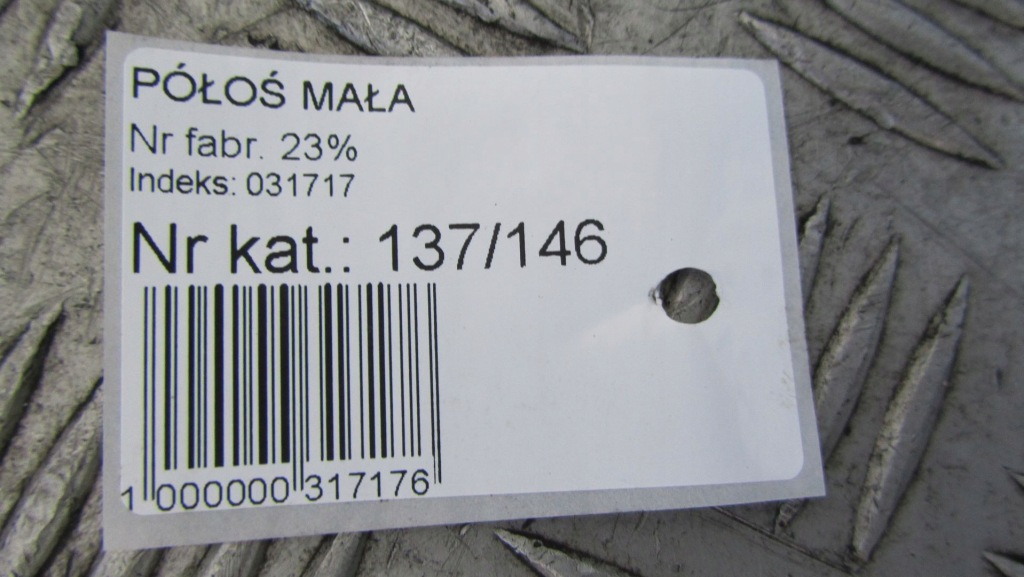 PÓŁOŚ MAŁA
Nr fabr. 23%
Indeks: 031717
Nr kat.: 137/146
1 000000 317176